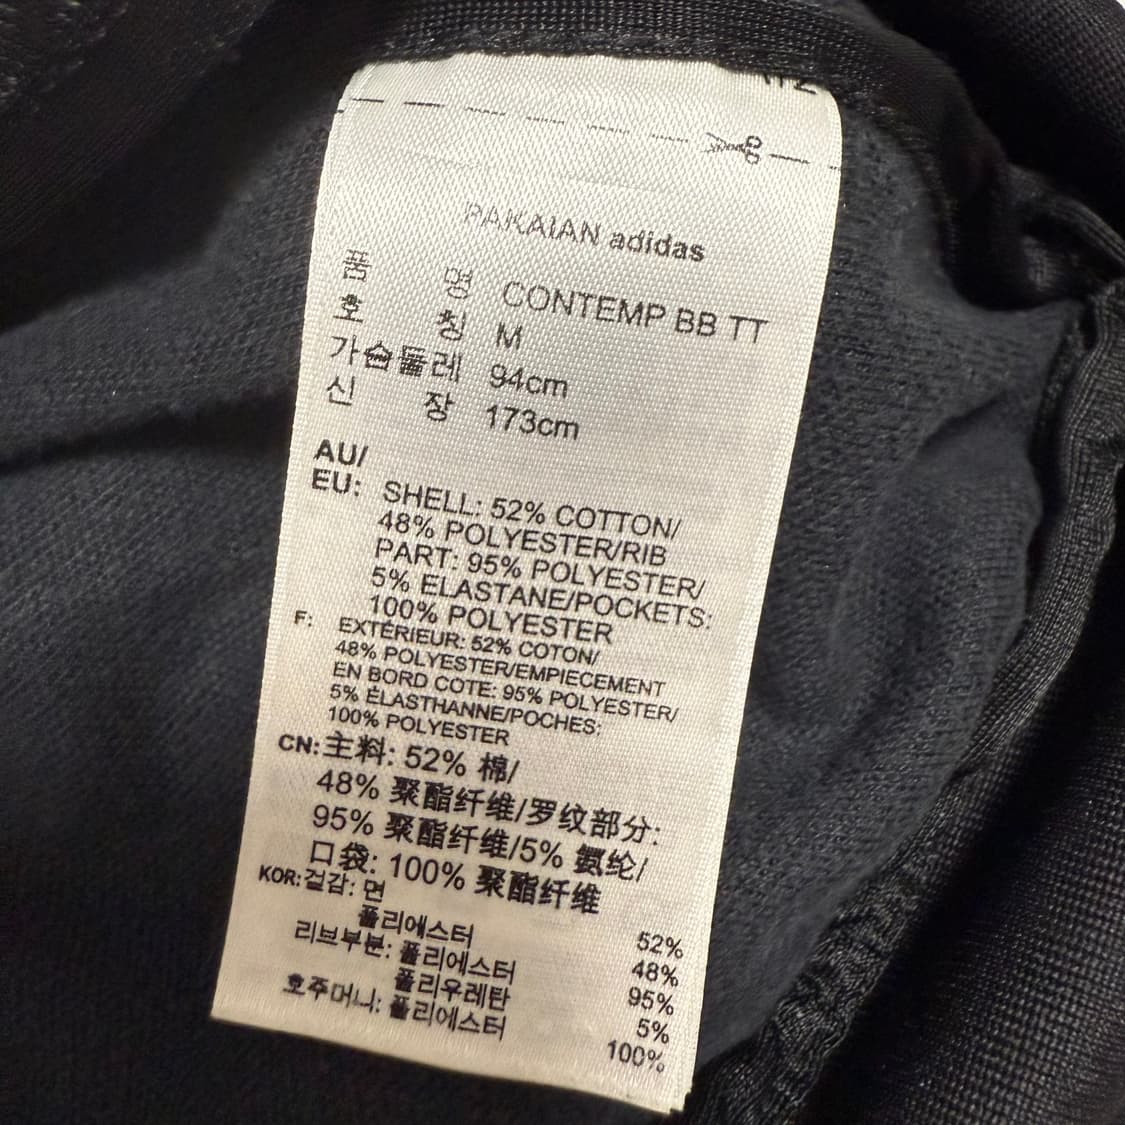 PAKAIAN adidas
품 명 CONTEMP BB TT
호 칭 M
가슴둘레 94cm
신 장 173cm
AU/
EU: SHELL: 52% COTTON/
48% POLYESTER/RIB
PART: 95% POLYESTER/
5% ELASTANE/POCKETS:
100% POLYESTER
F: EXTÉRIEUR: 52% COTON/
48% POLYESTER/EMPIECEMENT
EN BORD COTE: 95% POLYESTER/
5% ÉLASTHANNE/POCHES:
100% POLYESTER
CN: 主料: 52% 棉/
48% 聚酯纤维/罗纹部分:
95% 聚酯纤维/5% 氨纶/
口袋: 100% 聚酯纤维
KOR: 겉감: 면 52%
폴리에스터 48%
리브부분: 폴리에스터 95%
폴리우레탄 5%
호주머니: 폴리에스터 100%